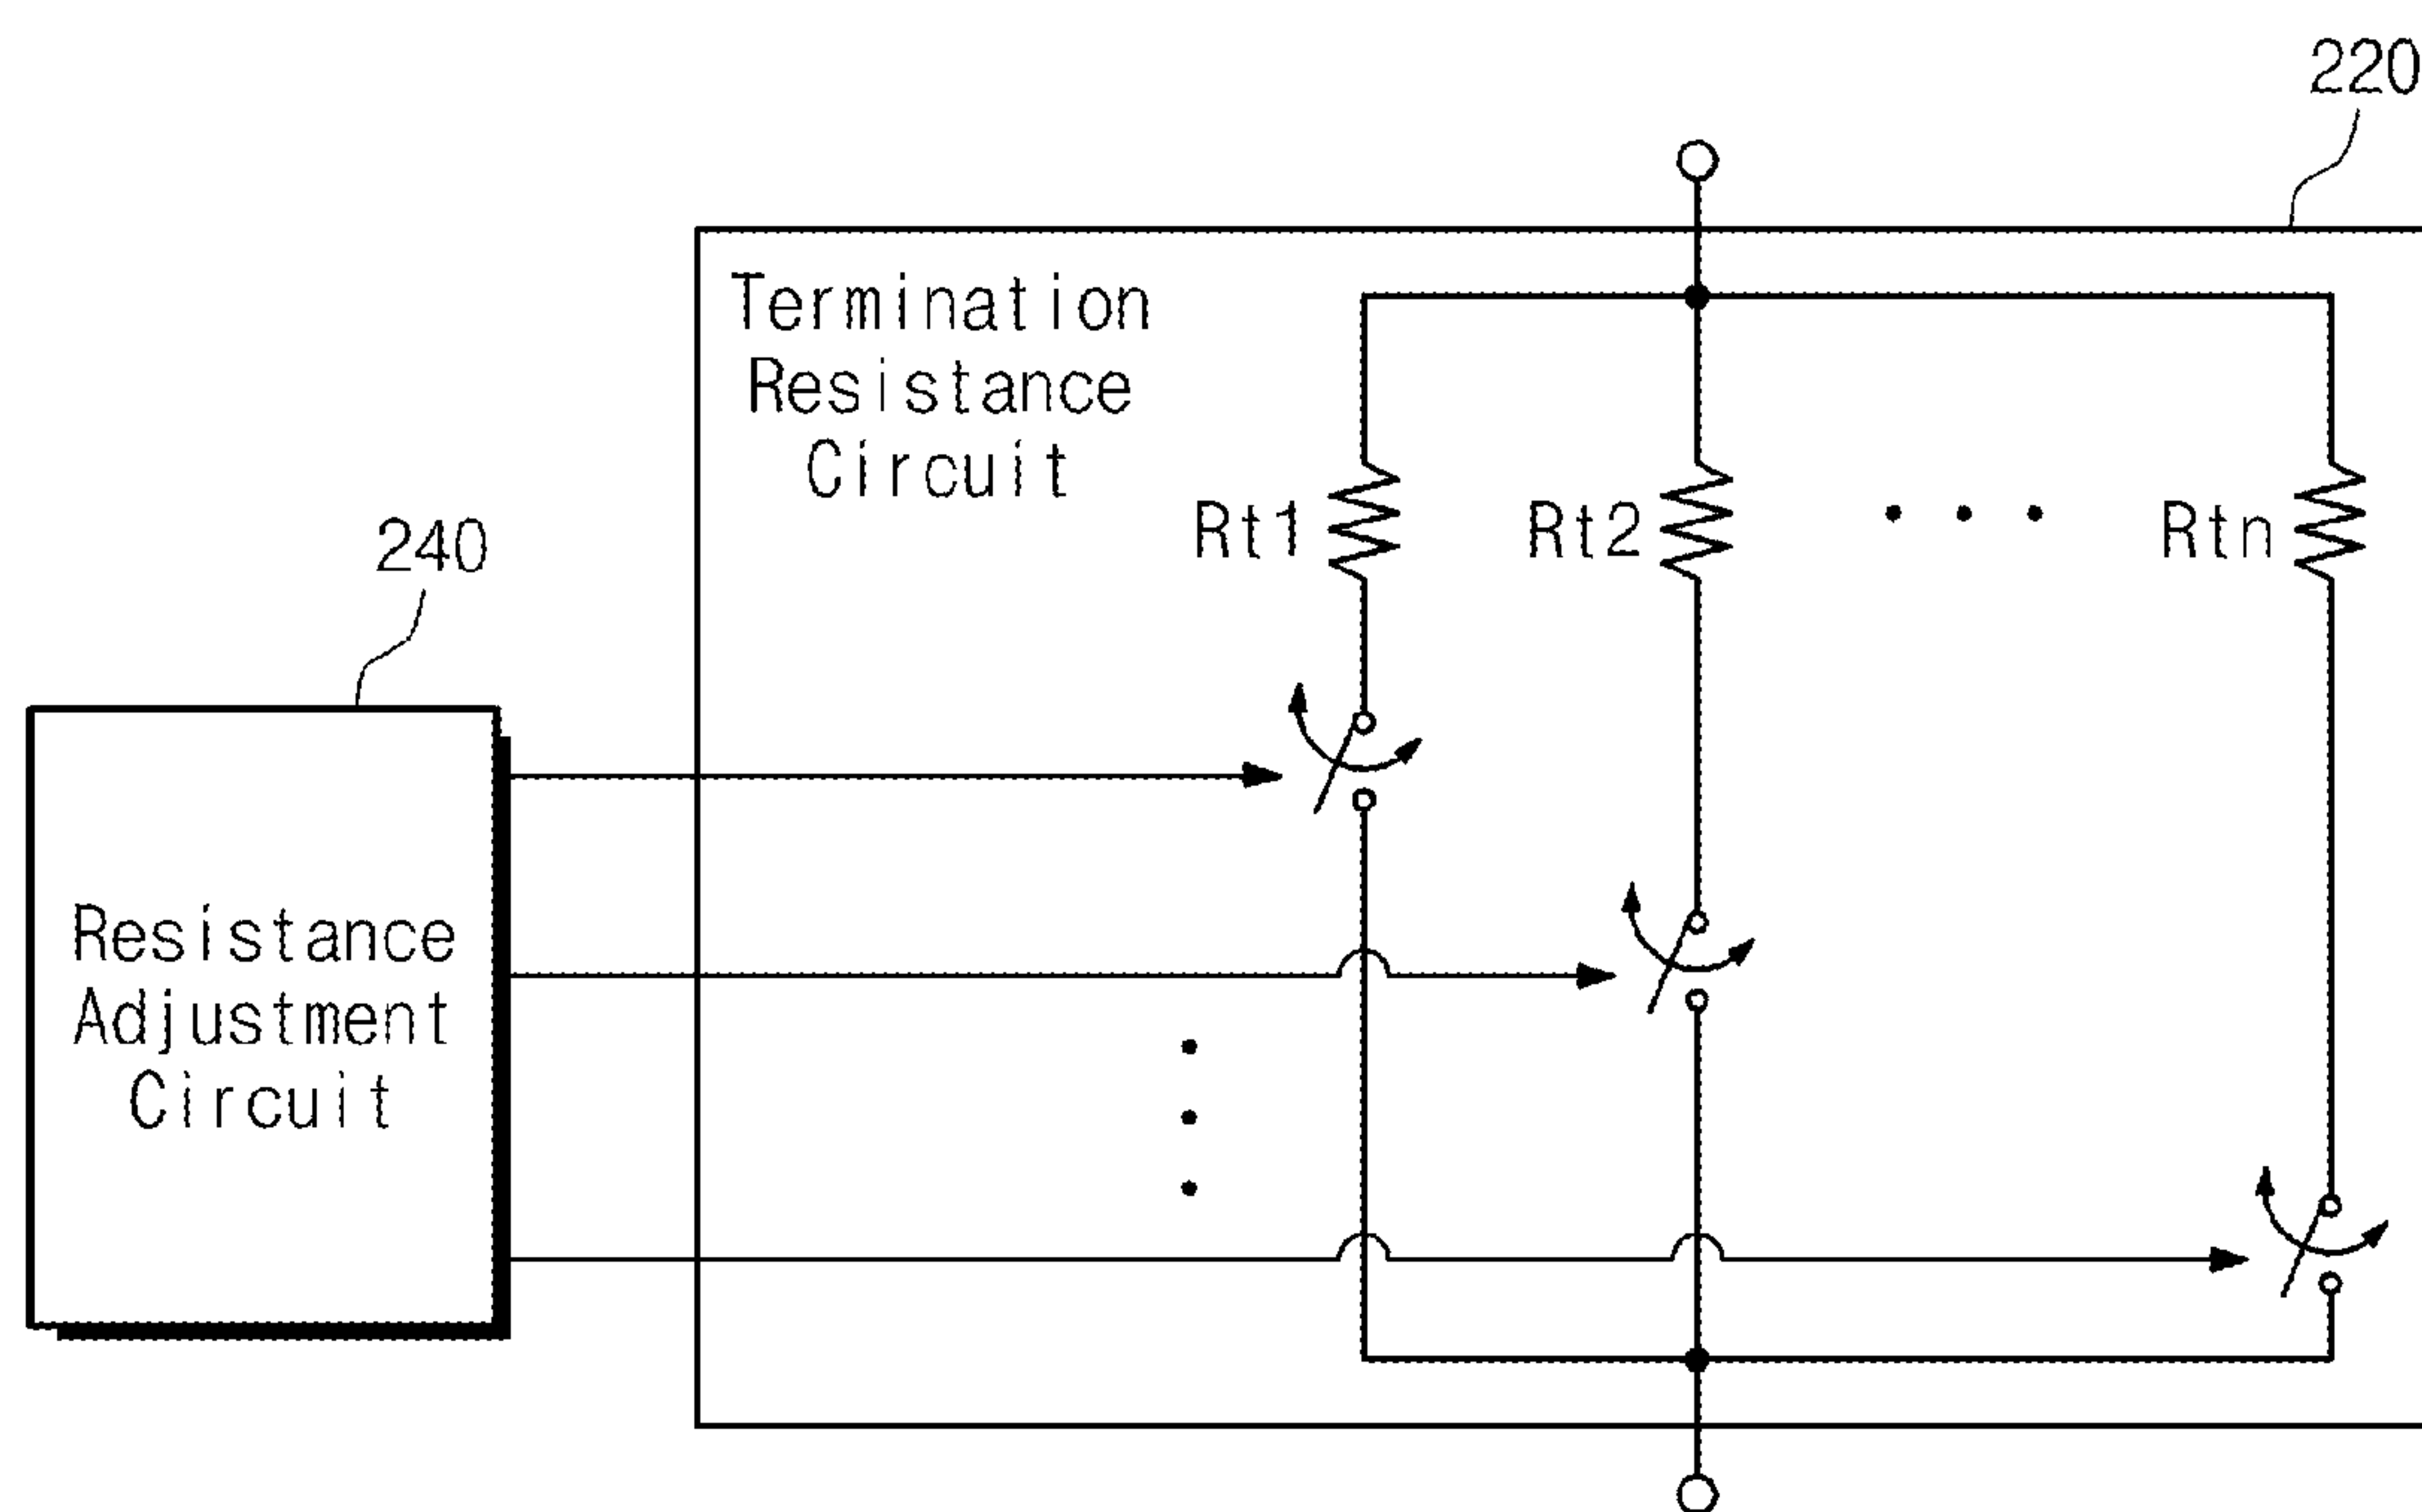 220
Termination
Resistance
Circuit
Rt1
Rt2
Rtn
240
Resistance
Adjustment
Circuit